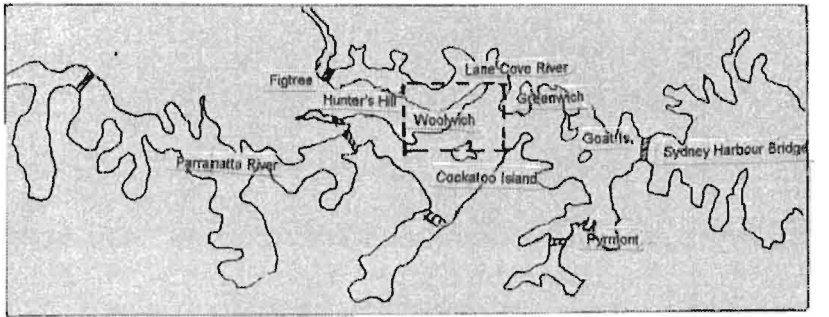 Lane Cove River
Figtree
Hunter's Hill
Greenwich
Woolwich
Goat Is.
Sydney Harbour Bridge
Parramatta River
Cockatoo Island
Pyrmont